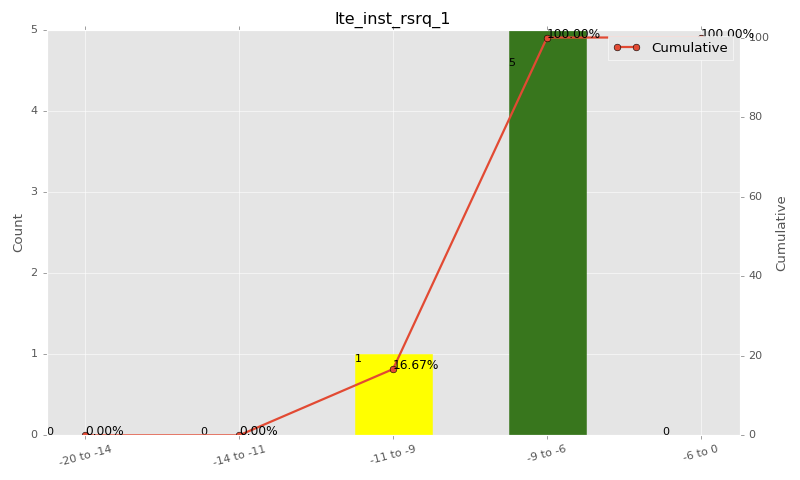 lte_inst_rsrq_1
5
4
3
2
1
0
Count
100
80
60
40
20
0
Cumulative
Cumulative
0
0.00%
0
0.00%
1
16.67%
5
100.00%
0
100.00%
-20 to -14
-14 to -11
-11 to -9
-9 to -6
-6 to 0